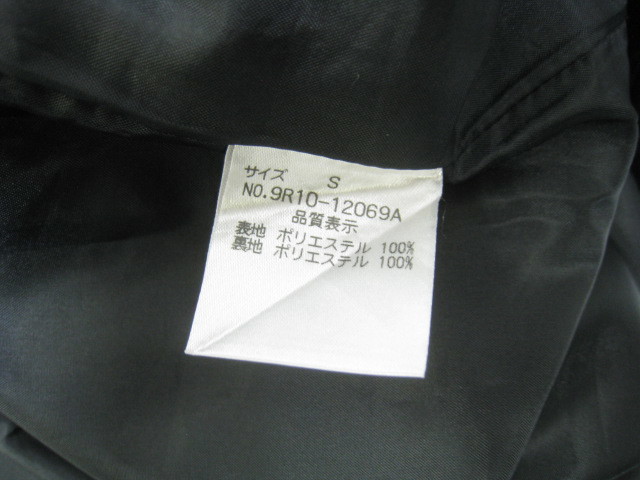 サイズ S
NO.9R10-12069A
品質表示
表地 ポリエステル 100%
裏地 ポリエステル 100%